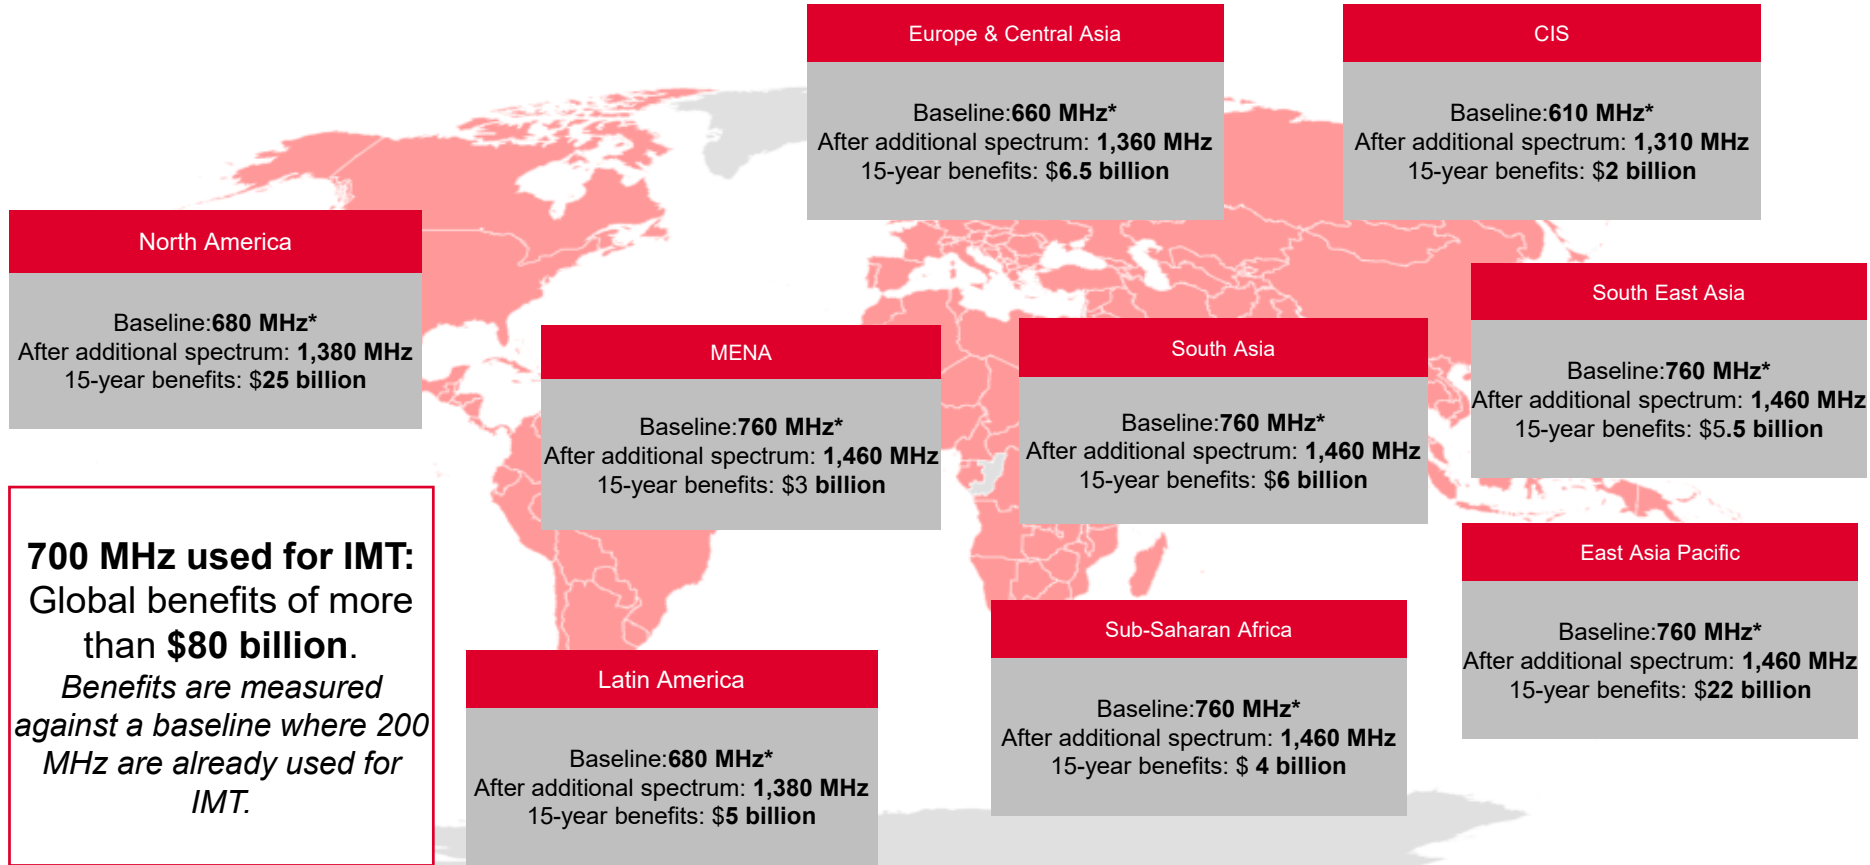 Europe & Central Asia
Baseline:660 MHz*
After additional spectrum: 1,360 MHz
15-year benefits: $6.5 billion
CIS
Baseline:610 MHz*
After additional spectrum: 1,310 MHz
15-year benefits: $2 billion
North America
Baseline:680 MHz*
After additional spectrum: 1,380 MHz
15-year benefits: $25 billion
MENA
Baseline:760 MHz*
After additional spectrum: 1,460 MHz
15-year benefits: $3 billion
South Asia
Baseline:760 MHz*
After additional spectrum: 1,460 MHz
15-year benefits: $6 billion
South East Asia
Baseline:760 MHz*
After additional spectrum: 1,460 MHz
15-year benefits: $5.5 billion
700 MHz used for IMT:
Global benefits of more
than $80 billion.
Benefits are measured
against a baseline where 200
MHz are already used for
IMT.
Latin America
Baseline:680 MHz*
After additional spectrum: 1,380 MHz
15-year benefits: $5 billion
Sub-Saharan Africa
Baseline:760 MHz*
After additional spectrum: 1,460 MHz
15-year benefits: $ 4 billion
East Asia Pacific
Baseline:760 MHz*
After additional spectrum: 1,460 MHz
15-year benefits: $22 billion